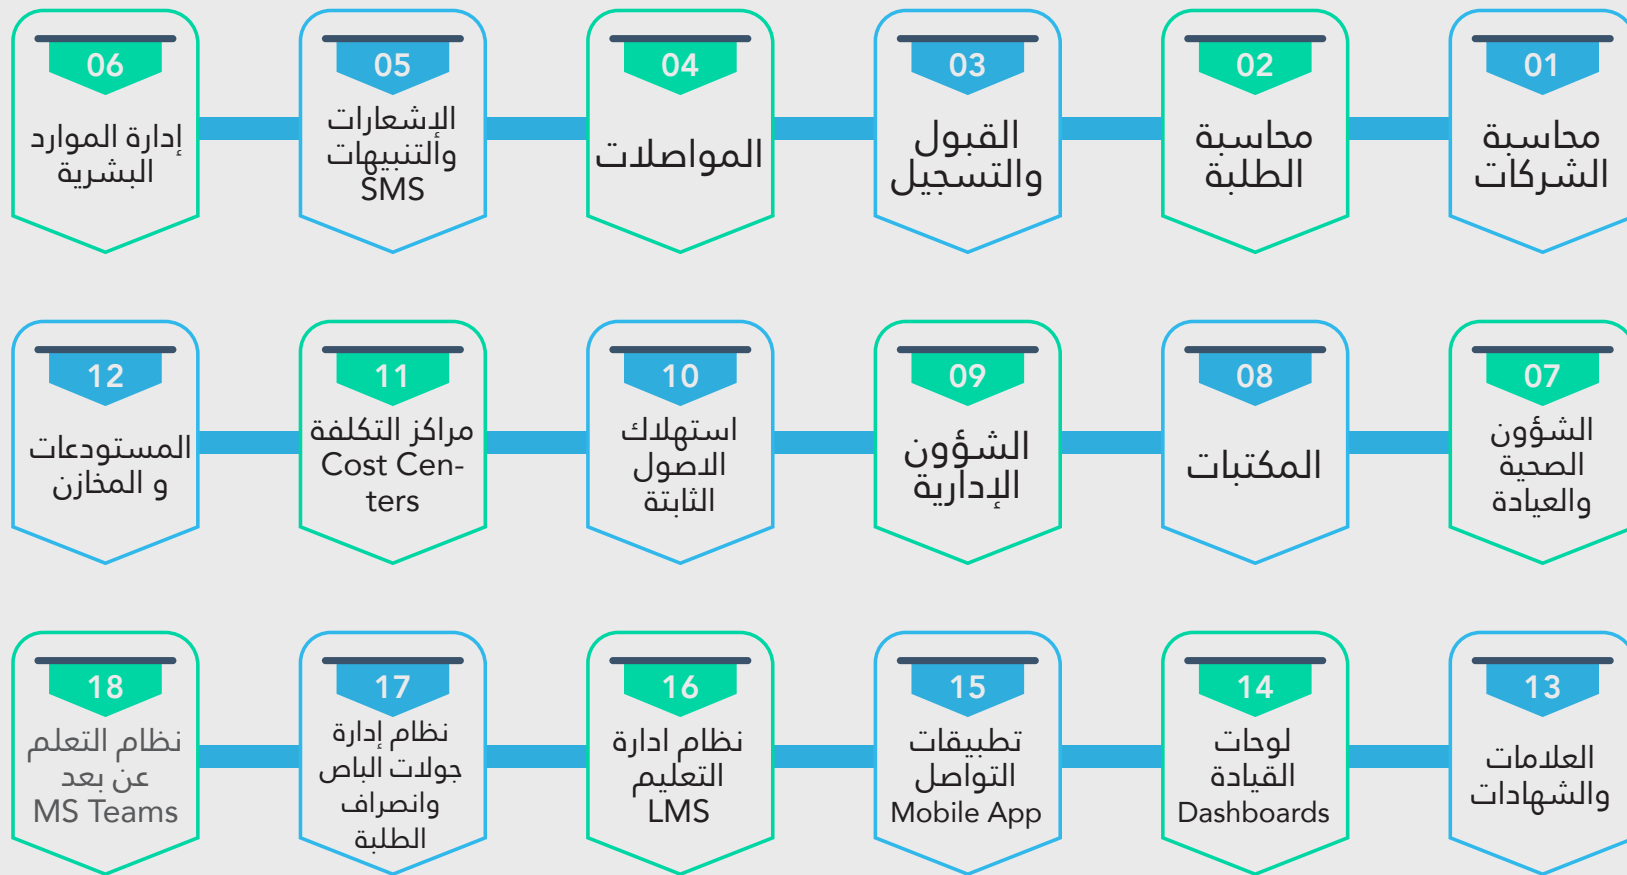 01
محاسبة
الشركات
02
محاسبة
الطلبة
03
القبول
والتسجيل
04
المواصلات
05
الإشعارات
والتنبيهات
SMS
06
إدارة الموارد
البشرية
07
الشؤون
الصحية
والعيادة
08
المكتبات
09
الشؤون
الإدارية
10
استهلاك
الاصول
الثابتة
11
مراكز التكلفة
Cost Cen-
ters
12
المستودعات
و المخازن
13
العلامات
والشهادات
14
لوحات
القيادة
Dashboards
15
تطبيقات
التواصل
Mobile App
16
نظام ادارة
التعليم
LMS
17
نظام إدارة
جولات الباص
وانصراف
الطلبة
18
نظام التعلم
عن بعد
MS Teams